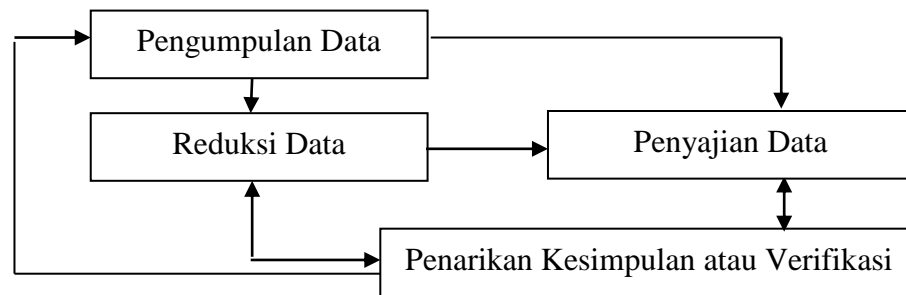 Pengumpulan Data
Reduksi Data
Penyajian Data
Penarikan Kesimpulan atau Verifikasi